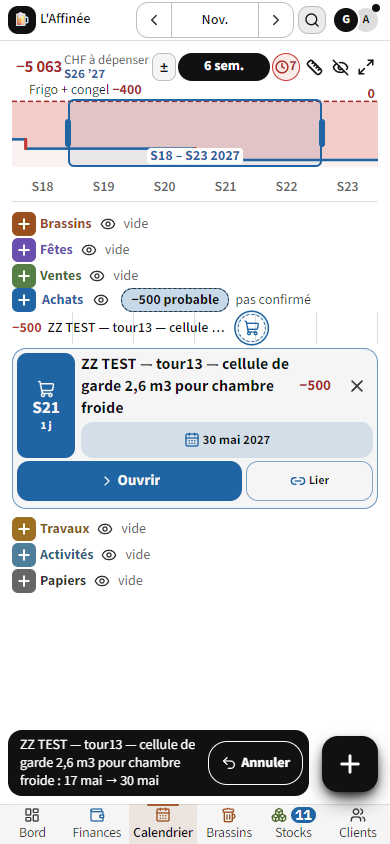 L'Affinée
Nov.
G
A
−5 063 CHF à dépenser
S26 ’27
±
6 sem.
7
Frigo + congel −400
0
S18 – S23 2027
S18 S19 S20 S21 S22 S23
Brassins vide
Fêtes vide
Ventes vide
Achats −500 probable pas confirmé
−500 ZZ TEST — tour13 — cellule ...
ZZ TEST — tour13 — cellule de
garde 2,6 m3 pour chambre
froide
−500
S21
1 j
30 mai 2027
Ouvrir
Lier
Travaux vide
Activités vide
Papiers vide
ZZ TEST — tour13 — cellule de
garde 2,6 m3 pour chambre
froide : 17 mai → 30 mai
Annuler
11
Bord Finances Calendrier Brassins Stocks Clients